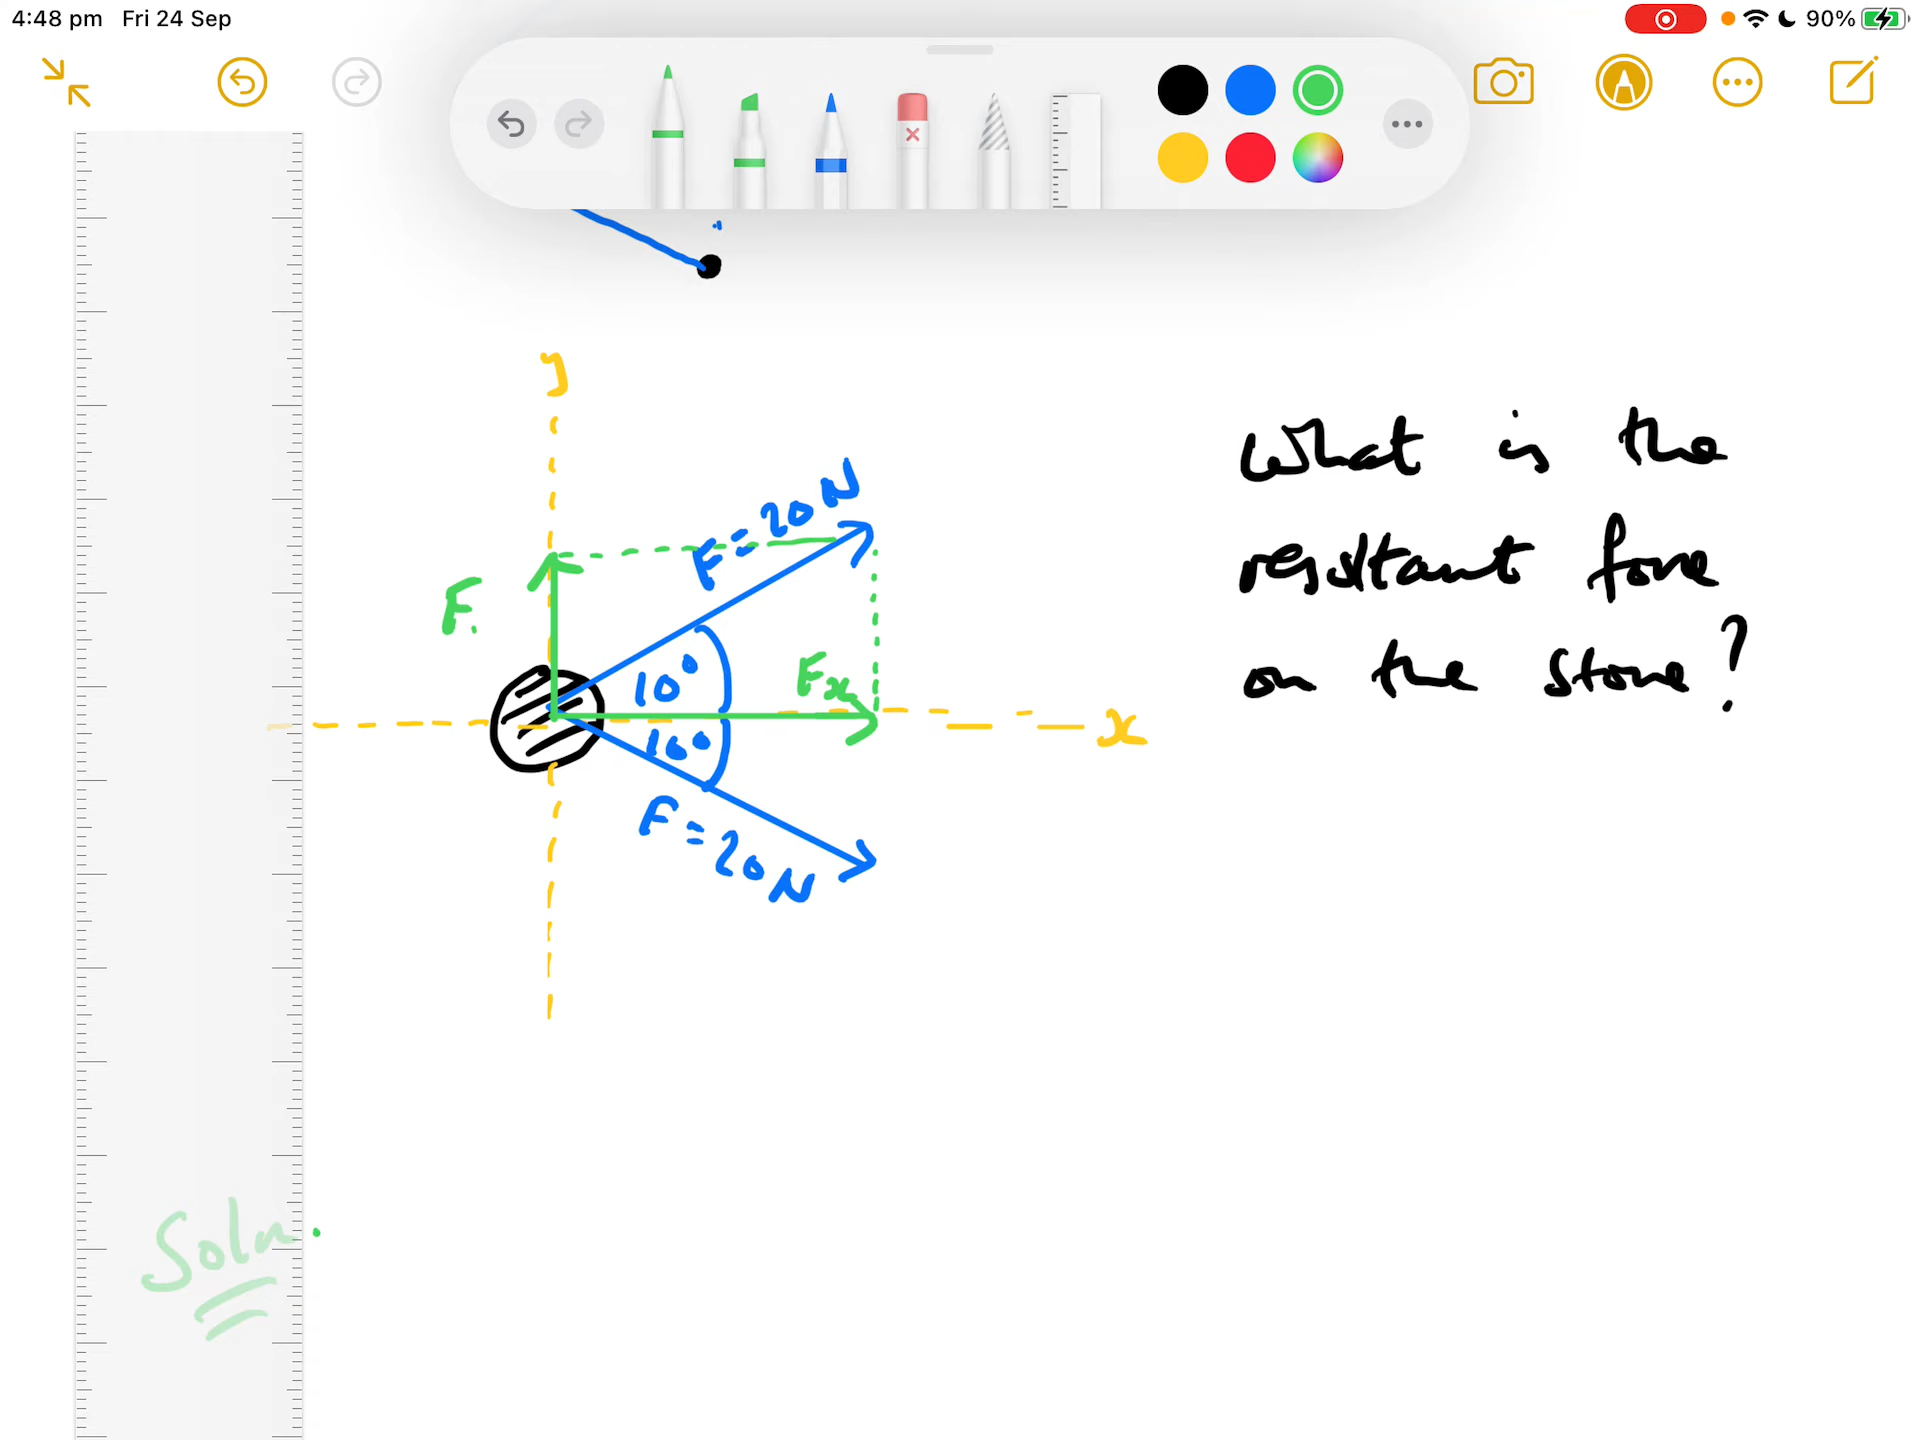 4:48 pm Fri 24 Sep
90%
y
F=20N
F.
10°
Fx
x
10°
F=20N
What is the
resultant force
on the stone?
Soln.